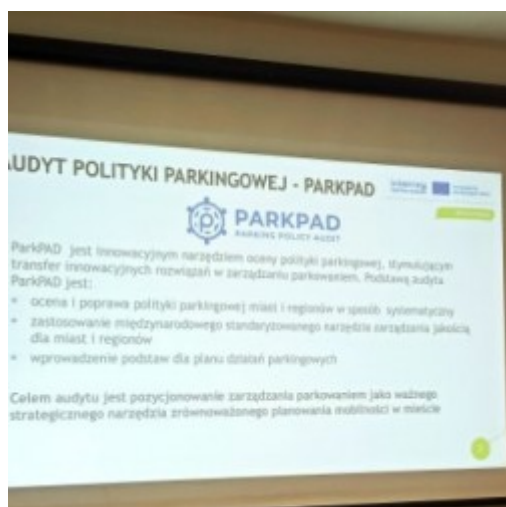 AUDYT POLITYKI PARKINGOWEJ - PARKPAD
PARKPAD
PARKING POLICY AUDIT
ParkPAD jest innowacyjnym narzędziem oceny polityki parkingowej, stymulującym
transfer innowacyjnych rozwiązań w zarządzaniu parkowaniem. Podstawą audytu
ParkPAD jest:
ocena i poprawa polityki parkingowej miast i regionów w sposób systematyczny
zastosowanie międzynarodowego standaryzowanego narzędzia zarządzania jakością
dla miast i regionów
wprowadzenie podstaw dla planu działań parkingowych
Celem audytu jest pozycjonowanie zarządzania parkowaniem jako ważnego
strategicznego narzędzia zrównoważonego planowania mobilności w mieście